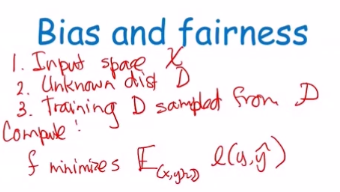 Bias and fairness
1. Input space X
2. Unknown dist D
3. Training D sampled from D
Compute:
f minimizes E(x,y)~D l(y,ŷ)